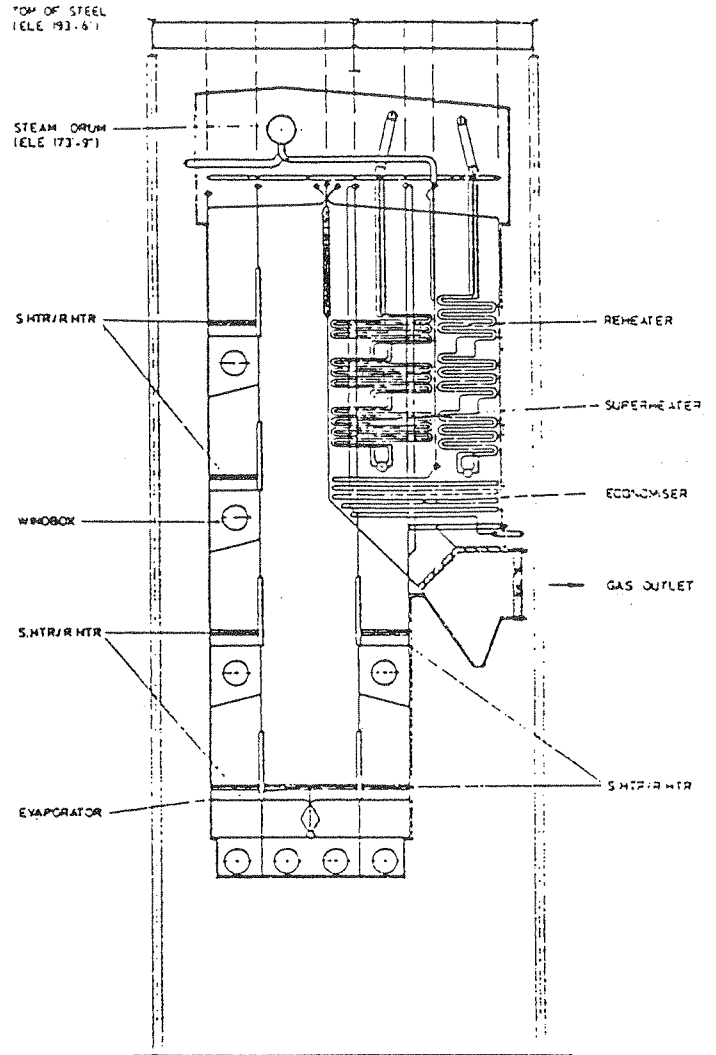 TOP OF STEEL
(ELE 193'-6")
STEAM DRUM
(ELE 173'-9")
S.HTR/R.HTR
REHEATER
SUPERHEATER
ECONOMISER
WINDBOX
GAS OUTLET
S.HTR/R.HTR
S.HTR/R.HTR
EVAPORATOR